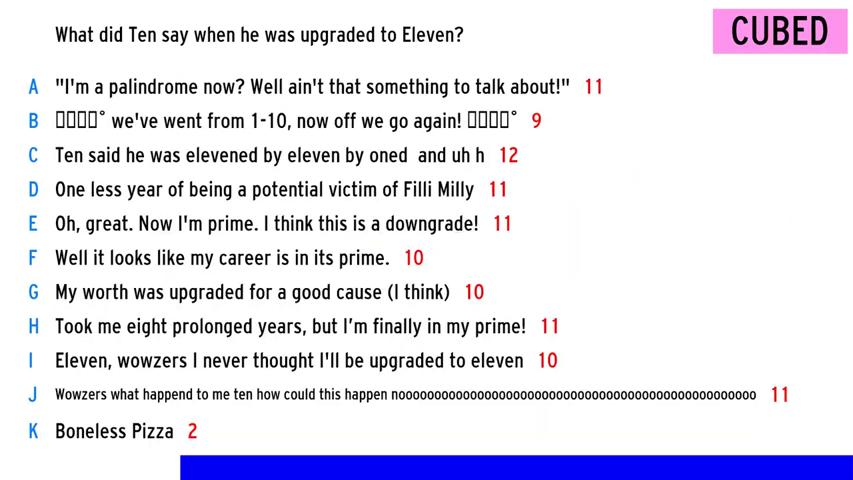 What did Ten say when he was upgraded to Eleven?
CUBED
A "I'm a palindrome now? Well ain't that something to talk about!" 11
B ▯▯▯▯° we've went from 1-10, now off we go again! ▯▯▯▯° 9
C Ten said he was elevened by eleven by oned and uh h 12
D One less year of being a potential victim of Filli Milly 11
E Oh, great. Now I'm prime. I think this is a downgrade! 11
F Well it looks like my career is in its prime. 10
G My worth was upgraded for a good cause (I think) 10
H Took me eight prolonged years, but I'm finally in my prime! 11
I Eleven, wowzers I never thought I'll be upgraded to eleven 10
J Wowzers what happend to me ten how could this happen nooooooooooooooooooooooooooooooooooooooooooooooooooo 11
K Boneless Pizza 2